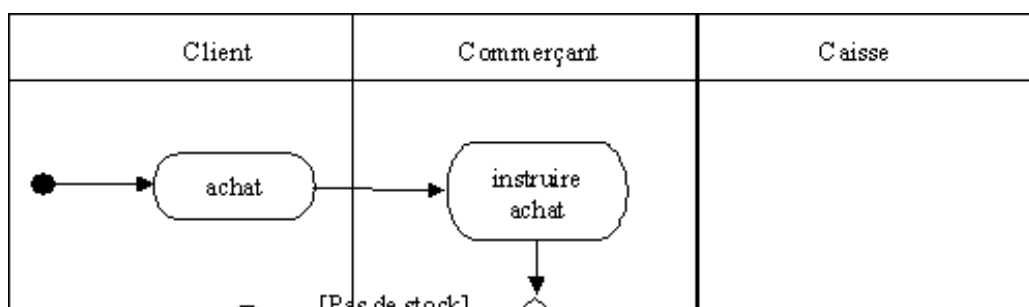 Client
Commerçant
Caisse
achat
instruire
achat
[Pas de stock]